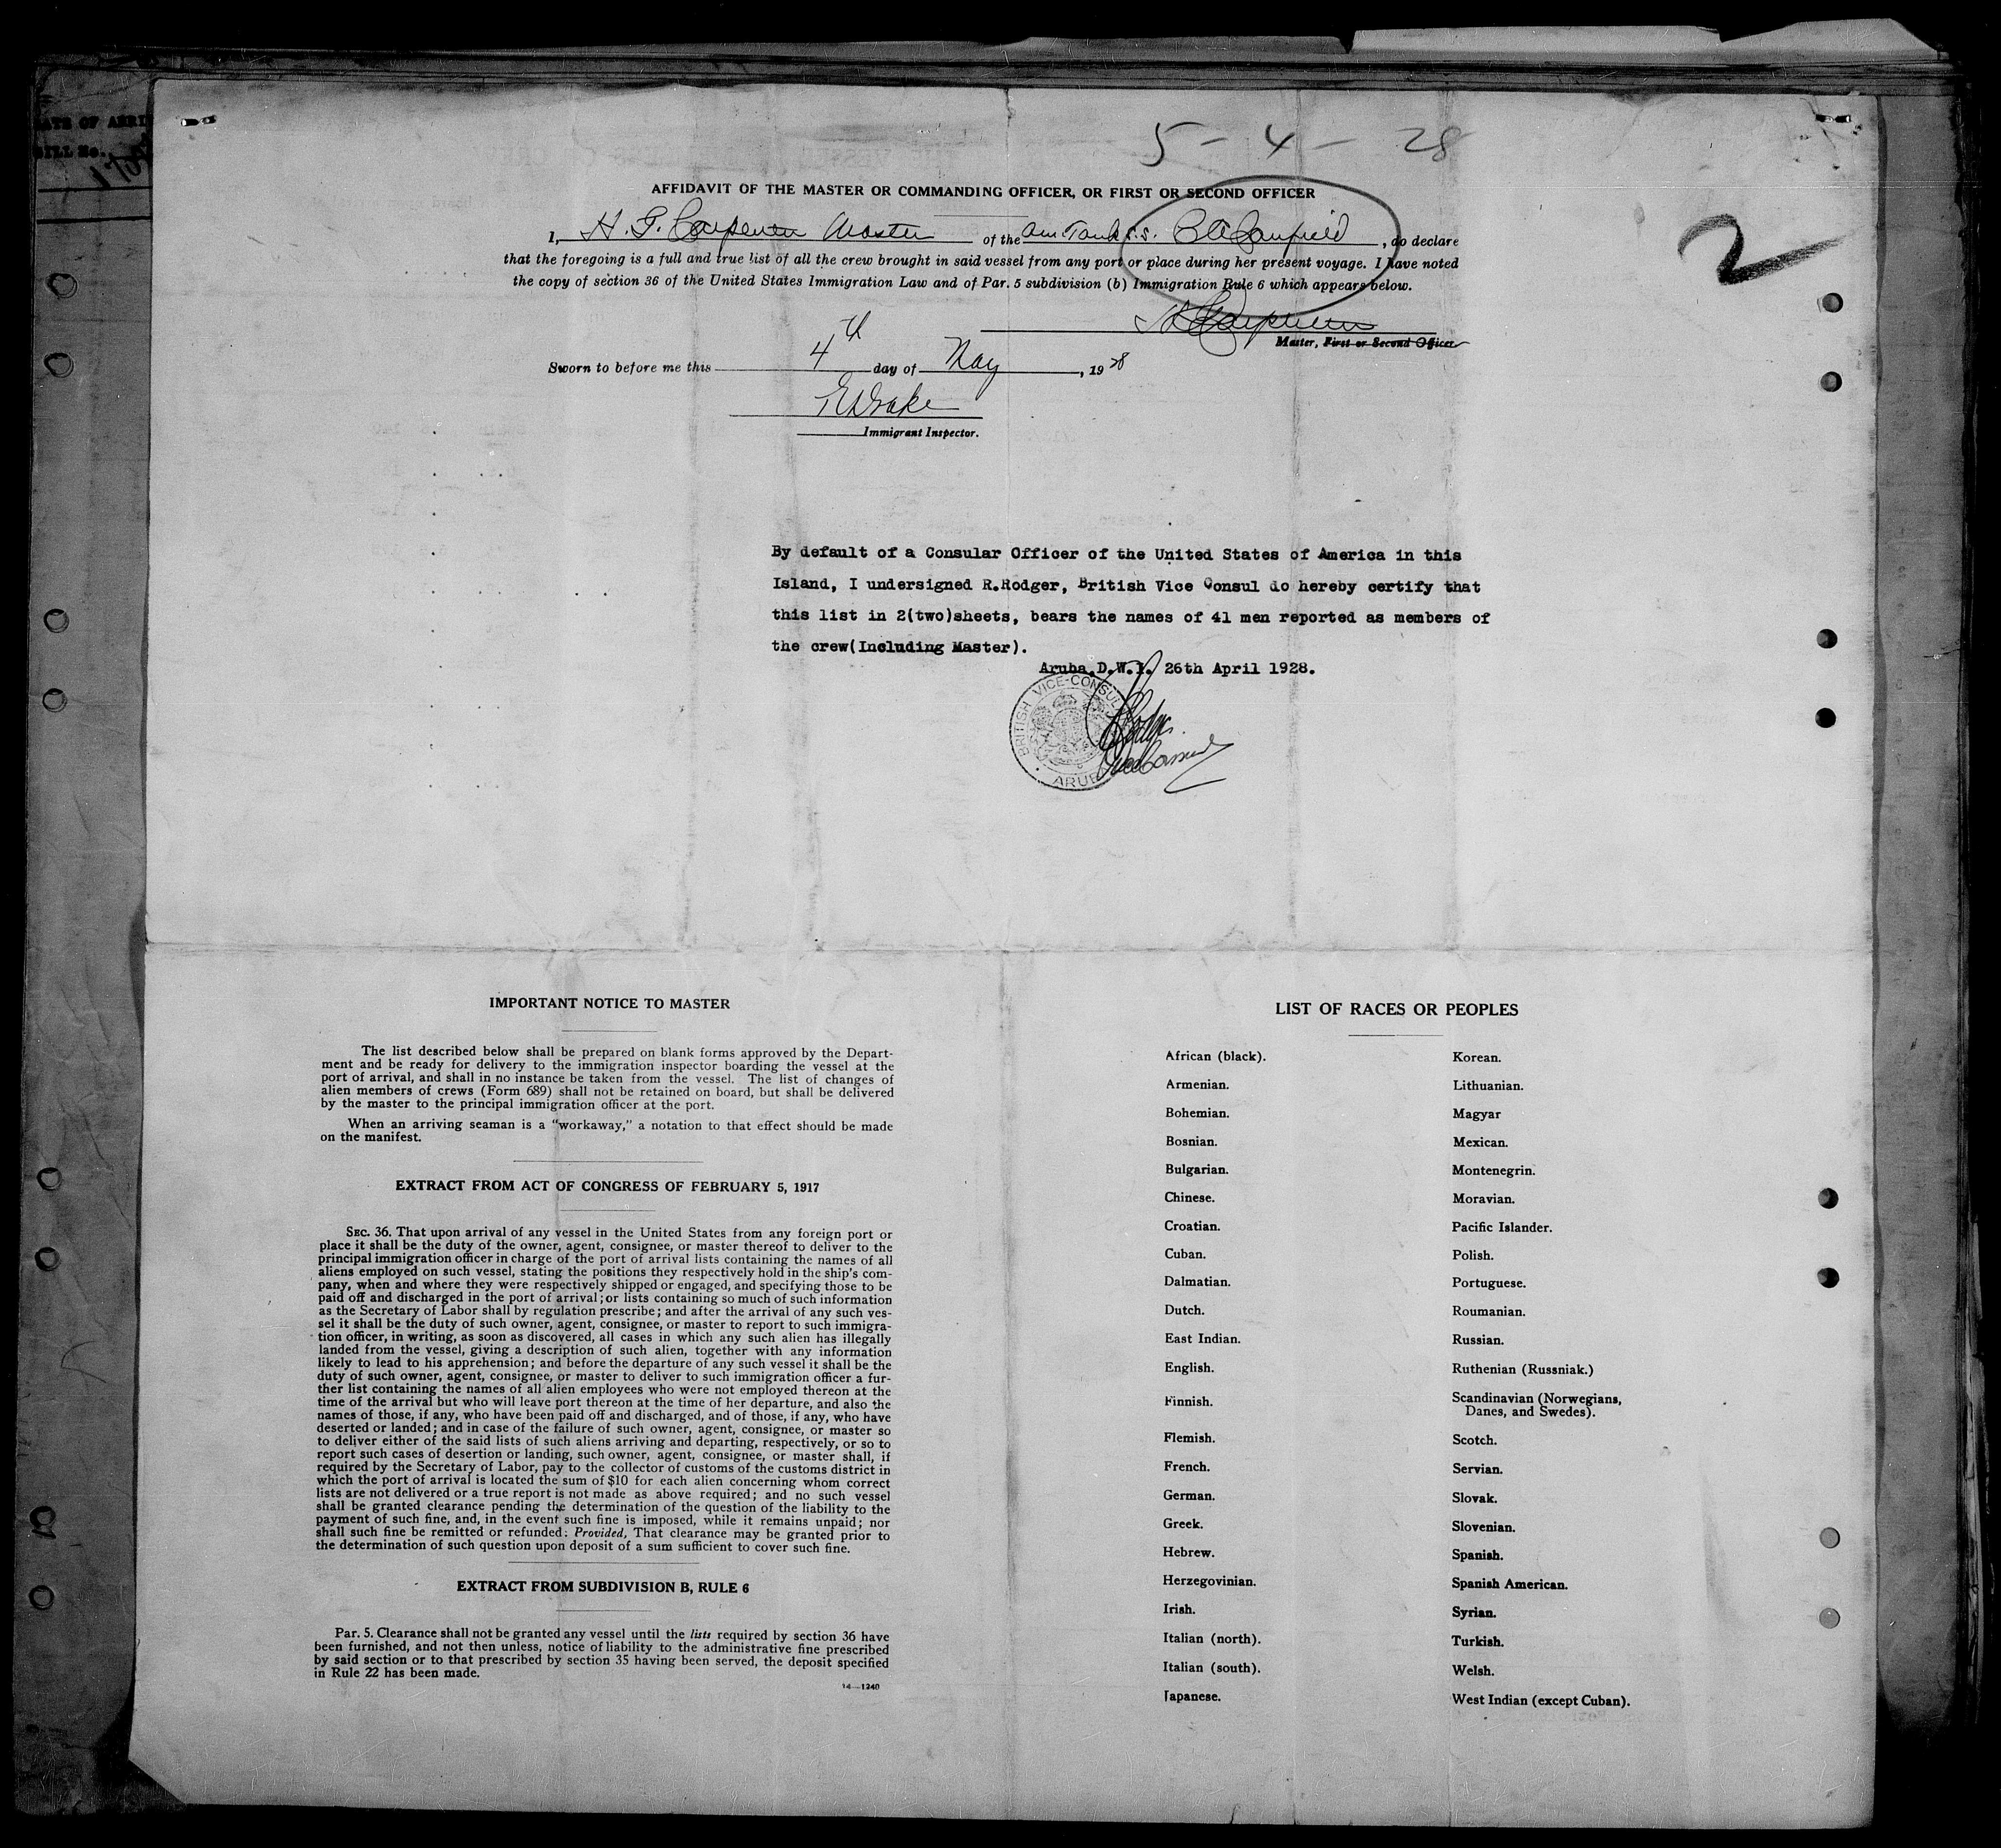 DATE OF ARRI
BILL No.
5 - 4 - 28
2
AFFIDAVIT OF THE MASTER OR COMMANDING OFFICER, OR FIRST OR SECOND OFFICER
I, Carpenter Master of the Am. Tank s.s. Canfield, do declare
that the foregoing is a full and true list of all the crew brought in said vessel from any port or place during her present voyage. I have noted
the copy of section 36 of the United States Immigration Law and of Par. 5 subdivision (b) Immigration Rule 6 which appears below.
Carpenter
Master, First or Second Officer
Sworn to before me this 4th day of May, 1928
Drake
Immigrant Inspector.
By default of a Consular Officer of the United States of America in this
Island, I undersigned R.Rodger, British Vice Consul do hereby certify that
this list in 2(two)sheets, bears the names of 41 men reported as members of
the crew(Including Master).
Aruba.D.W.I. 26th April 1928.
BRITISH VICE-CONSUL
ARUB
IMPORTANT NOTICE TO MASTER
The list described below shall be prepared on blank forms approved by the Depart-
ment and be ready for delivery to the immigration inspector boarding the vessel at the
port of arrival, and shall in no instance be taken from the vessel. The list of changes of
alien members of crews (Form 689) shall not be retained on board, but shall be delivered
by the master to the principal immigration officer at the port.
When an arriving seaman is a "workaway," a notation to that effect should be made
on the manifest.
EXTRACT FROM ACT OF CONGRESS OF FEBRUARY 5, 1917
SEC. 36. That upon arrival of any vessel in the United States from any foreign port or
place it shall be the duty of the owner, agent, consignee, or master thereof to deliver to the
principal immigration officer in charge of the port of arrival lists containing the names of all
aliens employed on such vessel, stating the positions they respectively hold in the ship's com-
pany, when and where they were respectively shipped or engaged, and specifying those to be
paid off and discharged in the port of arrival; or lists containing so much of such information
as the Secretary of Labor shall by regulation prescribe; and after the arrival of any such ves-
sel it shall be the duty of such owner, agent, consignee, or master to report to such immigra-
tion officer, in writing, as soon as discovered, all cases in which any such alien has illegally
landed from the vessel, giving a description of such alien, together with any information
likely to lead to his apprehension; and before the departure of any such vessel it shall be the
duty of such owner, agent, consignee, or master to deliver to such immigration officer a fur-
ther list containing the names of all alien employees who were not employed thereon at the
time of the arrival but who will leave port thereon at the time of her departure, and also the
names of those, if any, who have been paid off and discharged, and of those, if any, who have
deserted or landed; and in case of the failure of such owner, agent, consignee, or master so
to deliver either of the said lists of such aliens arriving and departing, respectively, or so to
report such cases of desertion or landing, such owner, agent, consignee, or master shall, if
required by the Secretary of Labor, pay to the collector of customs of the customs district in
which the port of arrival is located the sum of $10 for each alien concerning whom correct
lists are not delivered or a true report is not made as above required; and no such vessel
shall be granted clearance pending the determination of the question of the liability to the
payment of such fine, and, in the event such fine is imposed, while it remains unpaid; nor
shall such fine be remitted or refunded: Provided, That clearance may be granted prior to
the determination of such question upon deposit of a sum sufficient to cover such fine.
EXTRACT FROM SUBDIVISION B, RULE 6
Par. 5. Clearance shall not be granted any vessel until the lists required by section 36 have
been furnished, and not then unless, notice of liability to the administrative fine prescribed
by said section or to that prescribed by section 35 having been served, the deposit specified
in Rule 22 has been made.
14—1240
LIST OF RACES OR PEOPLES
African (black).
Armenian.
Bohemian.
Bosnian.
Bulgarian.
Chinese.
Croatian.
Cuban.
Dalmatian.
Dutch.
East Indian.
English.
Finnish.
Flemish.
French.
German.
Greek.
Hebrew.
Herzegovinian.
Irish.
Italian (north).
Italian (south).
Japanese.
Korean.
Lithuanian.
Magyar
Mexican.
Montenegrin.
Moravian.
Pacific Islander.
Polish.
Portuguese.
Roumanian.
Russian.
Ruthenian (Russniak.)
Scandinavian (Norwegians,
Danes, and Swedes).
Scotch.
Servian.
Slovak.
Slovenian.
Spanish.
Spanish American.
Syrian.
Turkish.
Welsh.
West Indian (except Cuban).